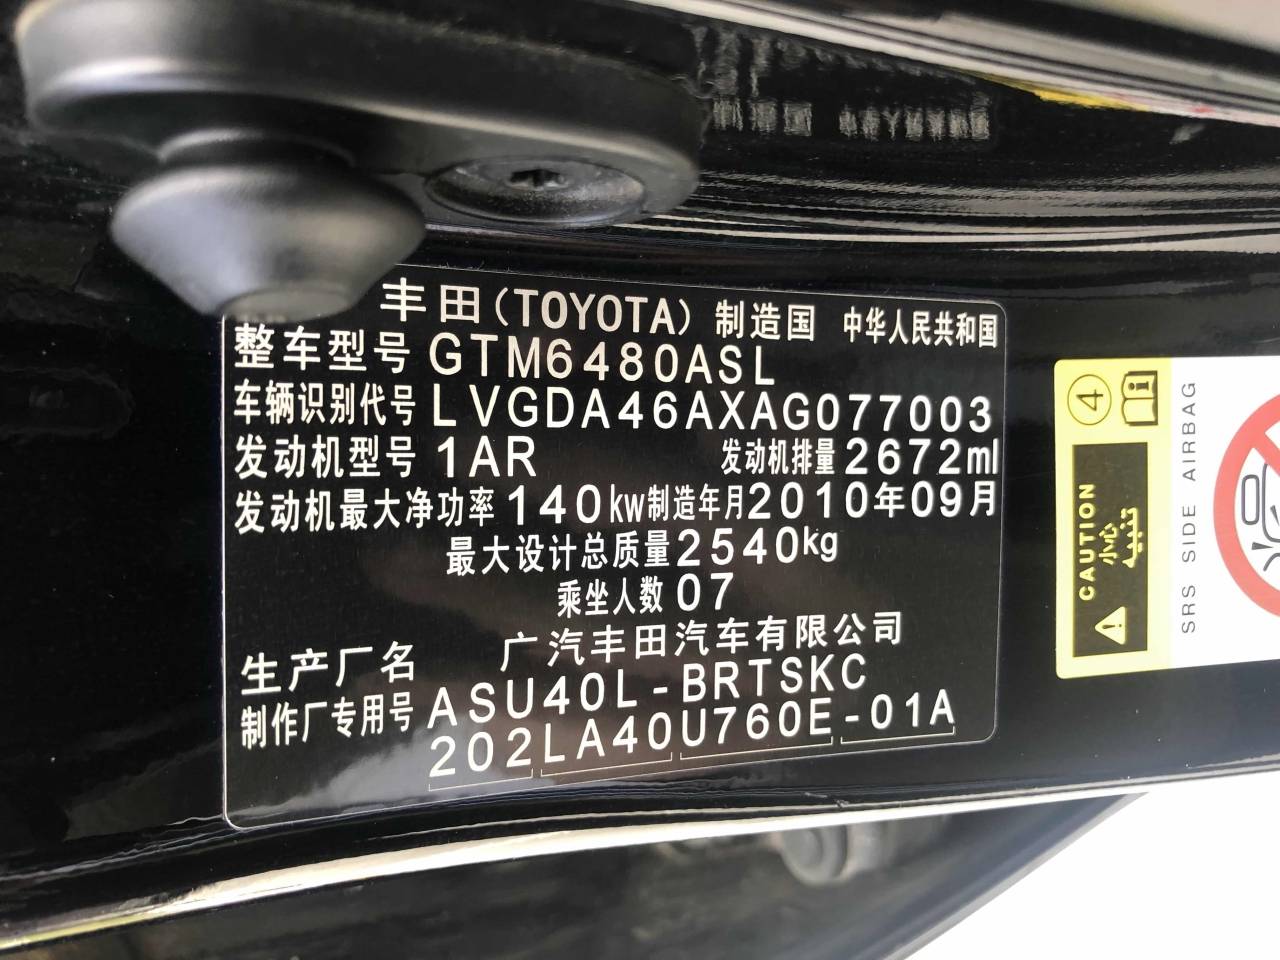 丰田(TOYOTA) 制造国 中华人民共和国
整车型号 GTM6480ASL
车辆识别代号 LVGDA46AXAG077003
发动机型号 1AR 发动机排量 2672ml
发动机最大净功率 140kw 制造年月 2010年09月
最大设计总质量 2540kg
乘坐人数 07
生产厂名 广汽丰田汽车有限公司
制作厂专用号 ASU40L-BRTSKC
202LA40U760E-01A
4 i
CAUTION
小心
تنبيه
SRS SIDE AIRBAG